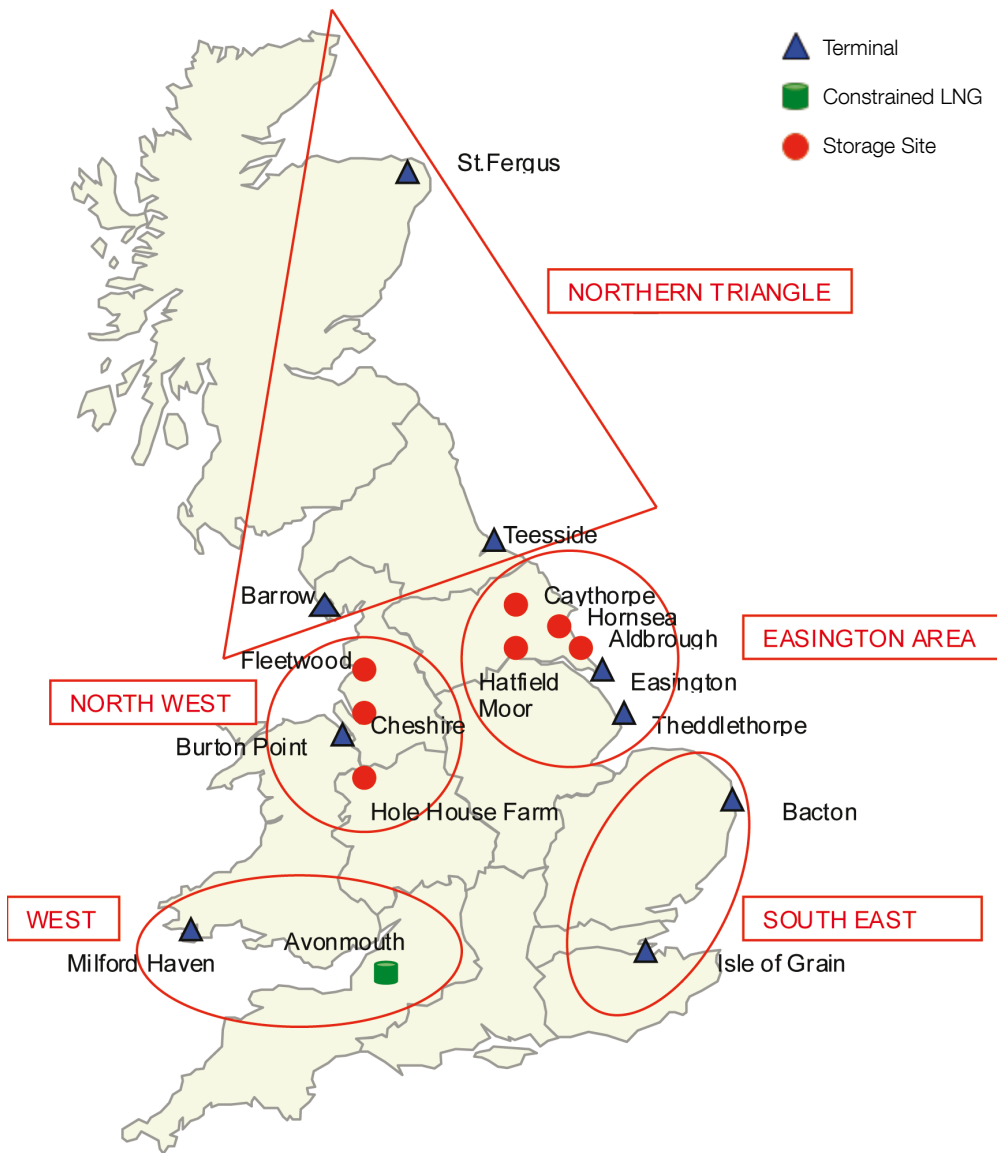 Terminal
Constrained LNG
Storage Site
St.Fergus
NORTHERN TRIANGLE
Teesside
Barrow
Caythorpe
Hornsea
Aldbrough
EASINGTON AREA
Fleetwood
Hatfield
Moor
Easington
NORTH WEST
Cheshire
Theddlethorpe
Burton Point
Hole House Farm
Bacton
WEST
SOUTH EAST
Avonmouth
Milford Haven
Isle of Grain